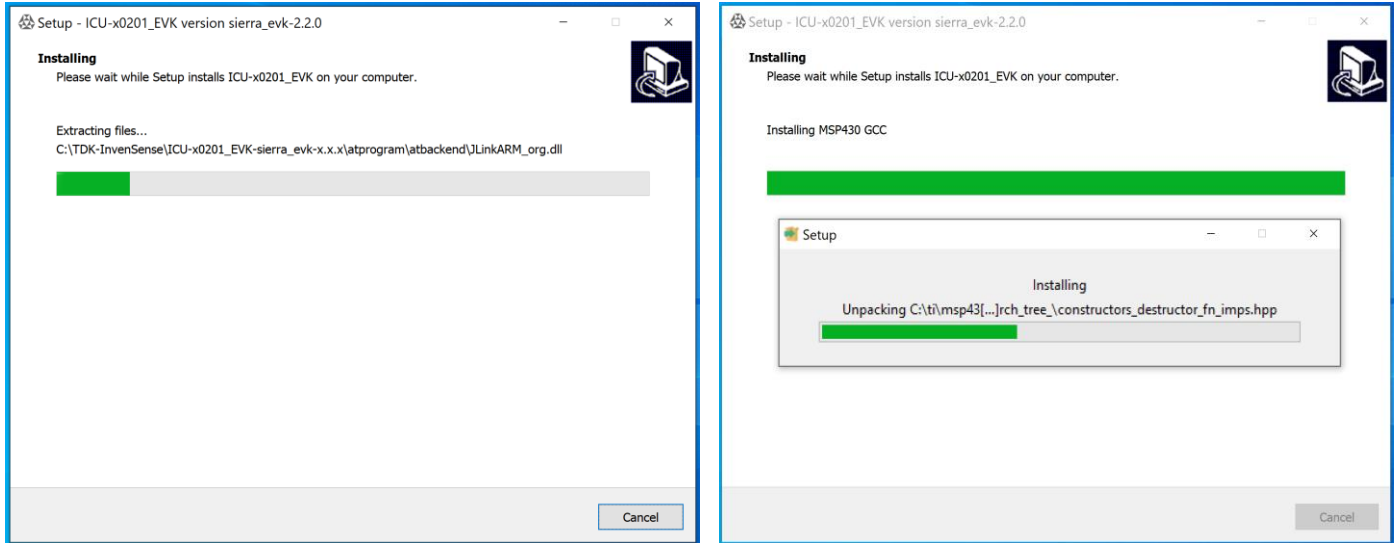 Setup - ICU-x0201_EVK version sierra_evk-2.2.0
Installing
Please wait while Setup installs ICU-x0201_EVK on your computer.
Extracting files...
C:\TDK-InvenSense\ICU-x0201_EVK-sierra_evk-x.x.x\atprogram\atbackend\JLinkARM_org.dll
Cancel
Setup - ICU-x0201_EVK version sierra_evk-2.2.0
Installing
Please wait while Setup installs ICU-x0201_EVK on your computer.
Installing MSP430 GCC
Setup
Installing
Unpacking C:\ti\msp43[...]rch_tree_\constructors_destructor_fn_imps.hpp
Cancel